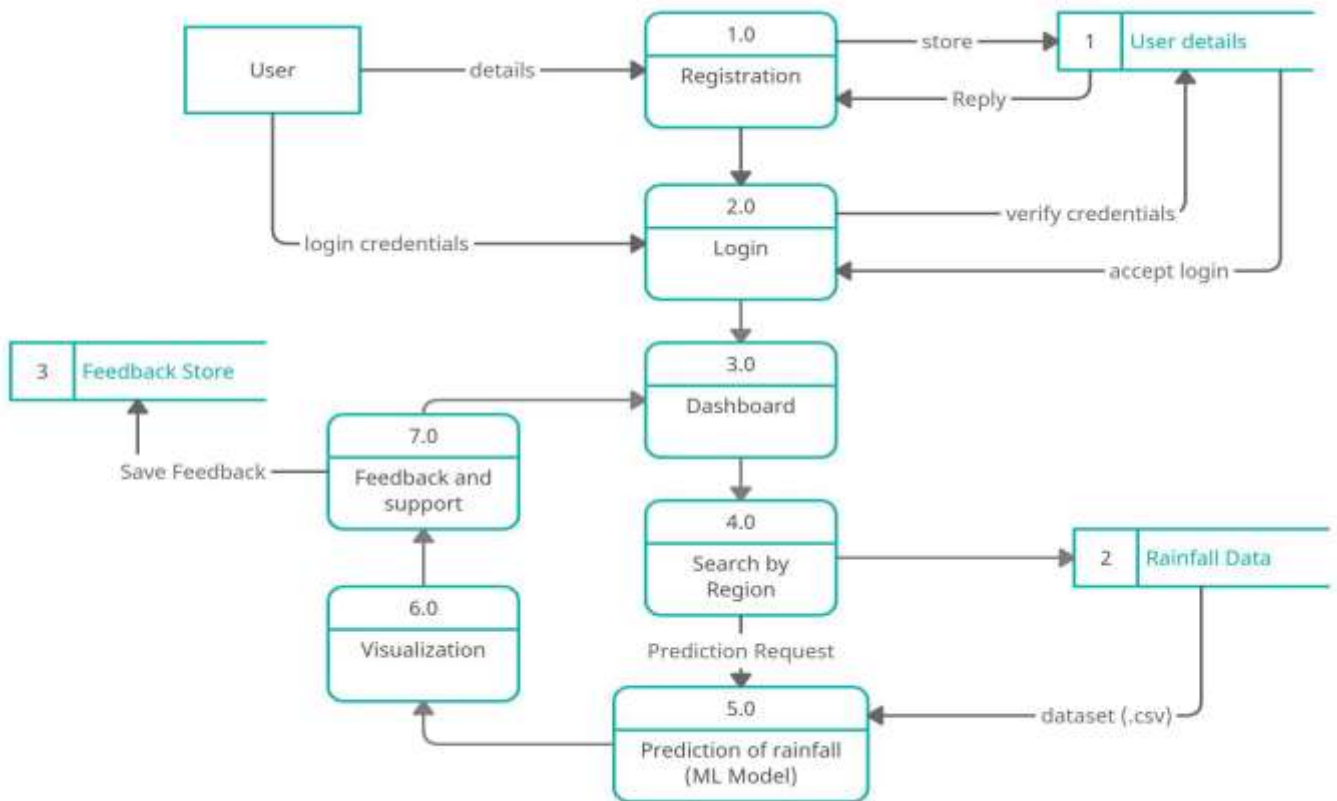 1.0
store
1
User details
User
details
Registration
Reply
2.0
verify credentials
login credentials
Login
accept login
3
Feedback Store
3.0
Dashboard
7.0
Save Feedback
Feedback and
support
4.0
Search by
Region
2
Rainfall Data
6.0
Visualization
Prediction Request
5.0
dataset (.csv)
Prediction of rainfall
(ML Model)